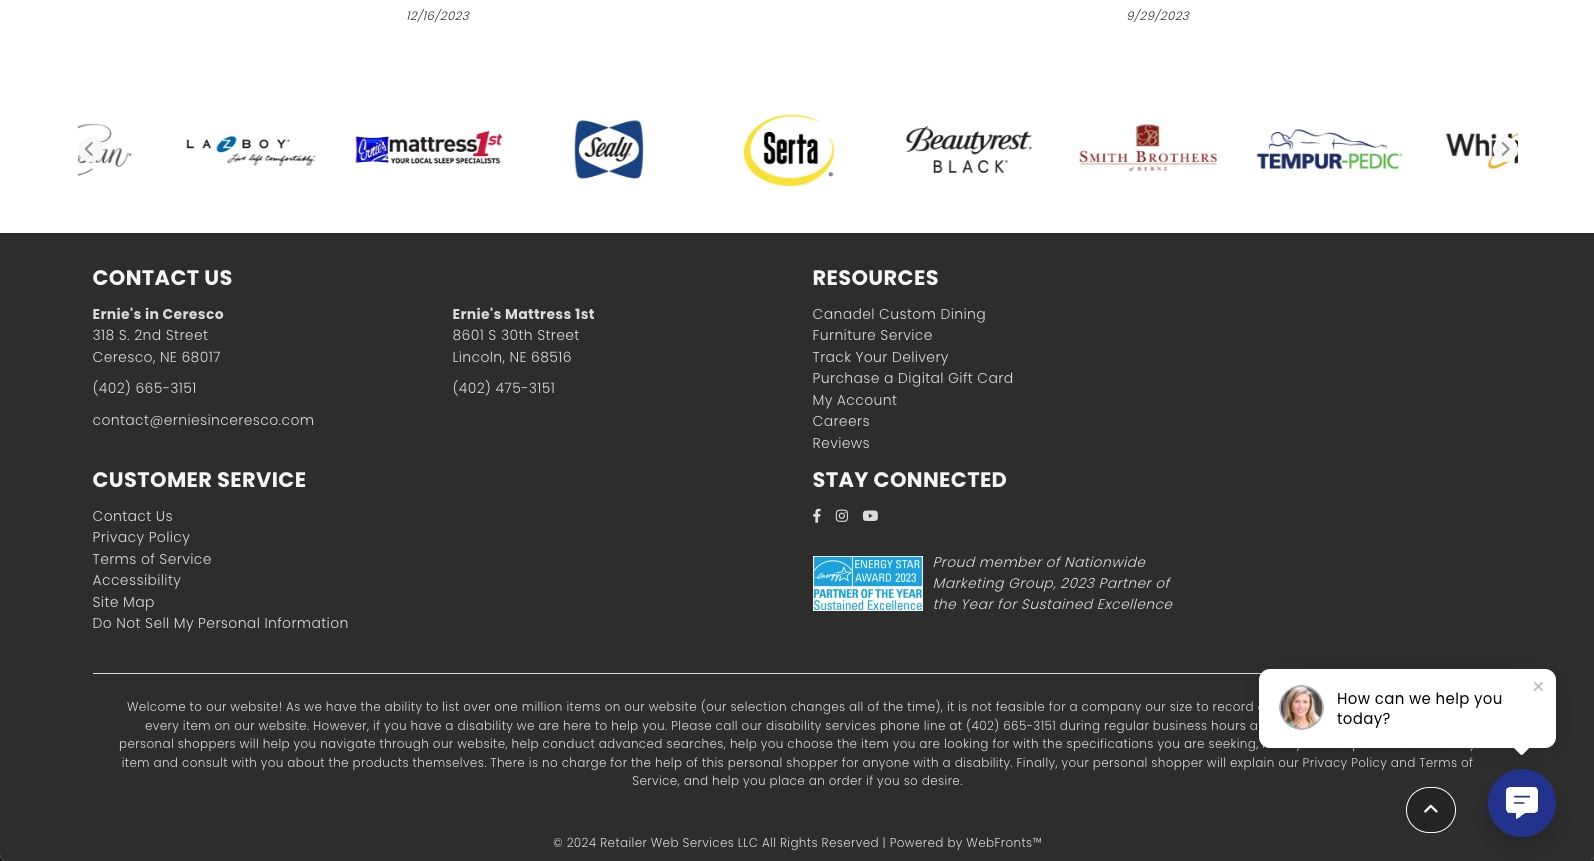 12/16/2023
9/29/2023
LA Z BOY
Live life comfortably.
Ernie's mattress1st
YOUR LOCAL SLEEP SPECIALISTS
Sealy
Serta
Beautyrest.
BLACK
SMITH BROTHERS
OF BERNE
TEMPUR-PEDIC
CONTACT US
Ernie's in Ceresco
318 S. 2nd Street
Ceresco, NE 68017
(402) 665-3151
contact@erniesinceresco.com
Ernie's Mattress 1st
8601 S 30th Street
Lincoln, NE 68516
(402) 475-3151
RESOURCES
Canadel Custom Dining
Furniture Service
Track Your Delivery
Purchase a Digital Gift Card
My Account
Careers
Reviews
CUSTOMER SERVICE
Contact Us
Privacy Policy
Terms of Service
Accessibility
Site Map
Do Not Sell My Personal Information
STAY CONNECTED
ENERGY STAR
AWARD 2023
PARTNER OF THE YEAR
Sustained Excellence
Proud member of Nationwide
Marketing Group, 2023 Partner of
the Year for Sustained Excellence
Welcome to our website! As we have the ability to list over one million items on our website (our selection changes all of the time), it is not feasible for a company our size to record
every item on our website. However, if you have a disability we are here to help you. Please call our disability services phone line at (402) 665-3151 during regular business hours
personal shoppers will help you navigate through our website, help conduct advanced searches, help you choose the item you are looking for with the specifications you are seeking,
item and consult with you about the products themselves. There is no charge for the help of this personal shopper for anyone with a disability. Finally, your personal shopper will explain our Privacy Policy and Terms of
Service, and help you place an order if you so desire.
How can we help you
today?
© 2024 Retailer Web Services LLC All Rights Reserved | Powered by WebFronts™